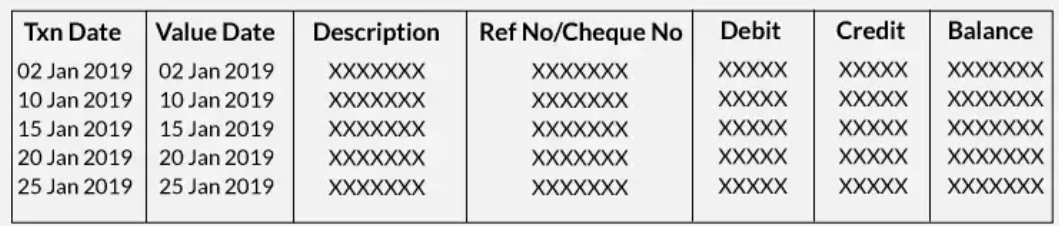 Txn Date Value Date Description Ref No/Cheque No Debit Credit Balance
02 Jan 2019 02 Jan 2019 XXXXXXX XXXXXXX XXXXX XXXXX XXXXXXX
10 Jan 2019 10 Jan 2019 XXXXXXX XXXXXXX XXXXX XXXXX XXXXXXX
15 Jan 2019 15 Jan 2019 XXXXXXX XXXXXXX XXXXX XXXXX XXXXXXX
20 Jan 2019 20 Jan 2019 XXXXXXX XXXXXXX XXXXX XXXXX XXXXXXX
25 Jan 2019 25 Jan 2019 XXXXXXX XXXXXXX XXXXX XXXXX XXXXXXX